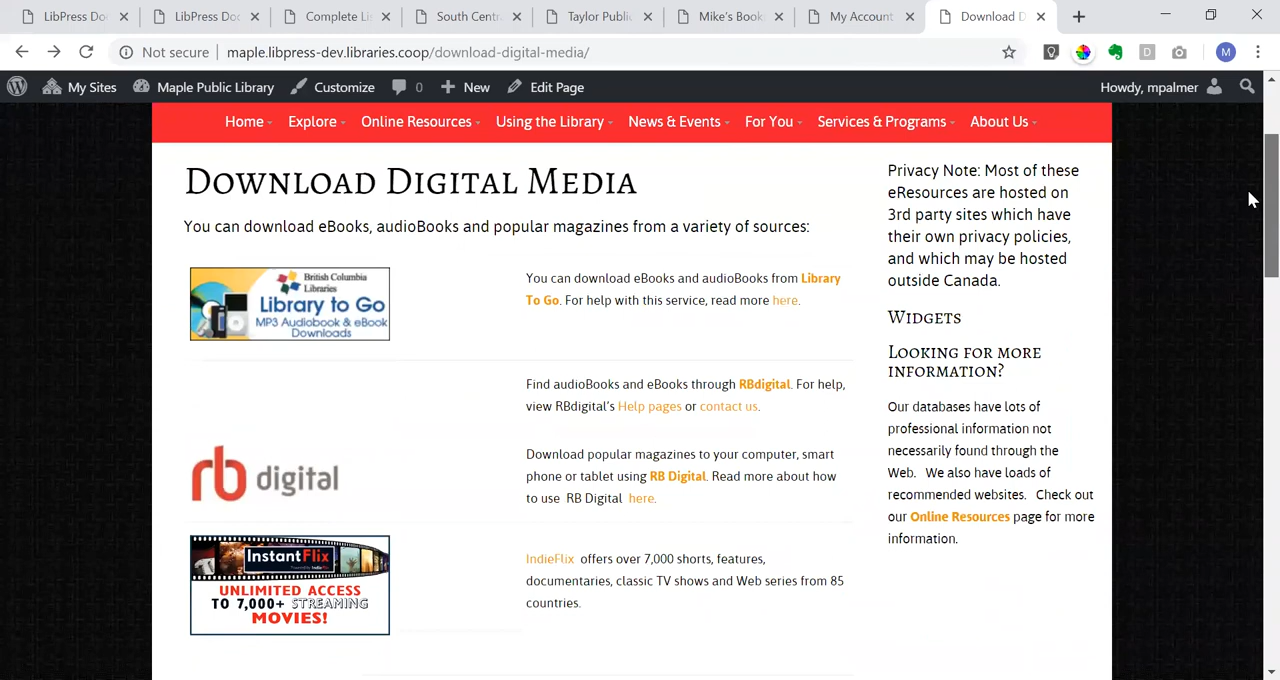 LibPress Doc
LibPress Doc
Complete Lis
South Centr
Taylor Public
Mike's Book
My Account
Download D
Not secure
maple.libpress-dev.libraries.coop/download-digital-media/
D
M
My Sites
Maple Public Library
Customize
0
New
Edit Page
Howdy, mpalmer
Home
Explore
Online Resources
Using the Library
News & Events
For You
Services & Programs
About Us
Download Digital Media
You can download eBooks, audioBooks and popular magazines from a variety of sources:
British Columbia
Libraries
Library to Go
MP3 Audiobook & eBook
Downloads
You can download eBooks and audioBooks from Library
To Go. For help with this service, read more here.
Find audioBooks and eBooks through RBdigital. For help,
view RBdigital's Help pages or contact us.
rb digital
Download popular magazines to your computer, smart
phone or tablet using RB Digital. Read more about how
to use RB Digital here.
InstantFlix
Powered by IndieFlix
UNLIMITED ACCESS
TO 7,000+ STREAMING
MOVIES!
IndieFlix offers over 7,000 shorts, features,
documentaries, classic TV shows and Web series from 85
countries.
Privacy Note: Most of these
eResources are hosted on
3rd party sites which have
their own privacy policies,
and which may be hosted
outside Canada.
Widgets
Looking for more
information?
Our databases have lots of
professional information not
necessarily found through the
Web. We also have loads of
recommended websites. Check out
our Online Resources page for more
information.